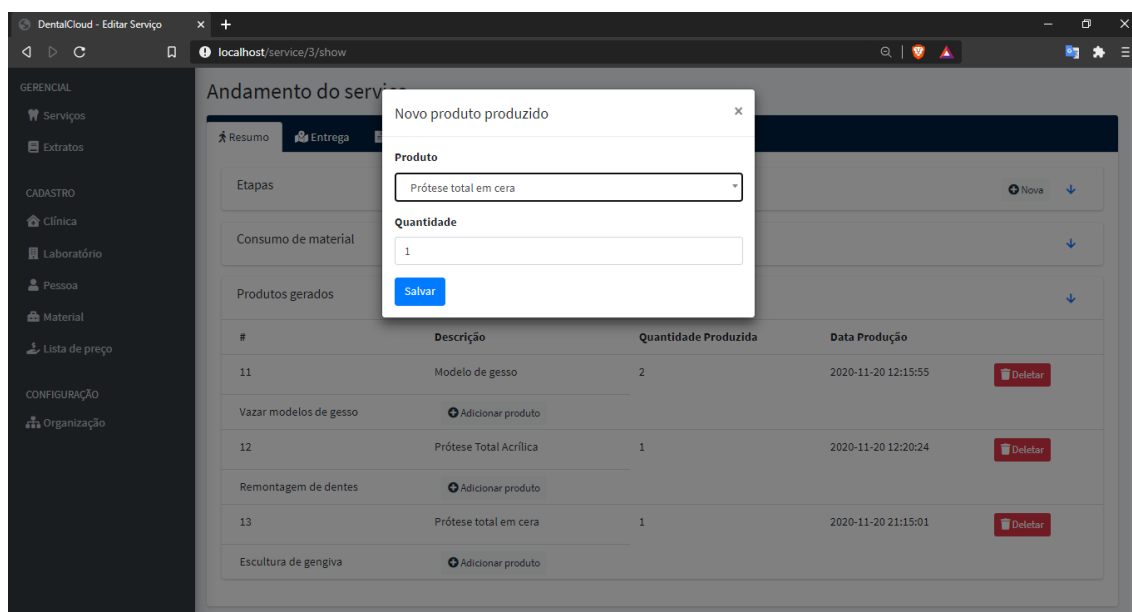 DentalCloud - Editar Serviço
localhost/service/3/show
GERENCIAL
Serviços
Extratos
CADASTRO
Clínica
Laboratório
Pessoa
Material
Lista de preço
CONFIGURAÇÃO
Organização
Andamento do servi
Resumo Entrega
Etapas Nova
Consumo de material
Produtos gerados
Novo produto produzido ×
Produto
Prótese total em cera
Quantidade
1
Salvar
# Descrição Quantidade Produzida Data Produção
11 Modelo de gesso 2 2020-11-20 12:15:55 Deletar
Vazar modelos de gesso Adicionar produto
12 Prótese Total Acrílica 1 2020-11-20 12:20:24 Deletar
Remontagem de dentes Adicionar produto
13 Prótese total em cera 1 2020-11-20 21:15:01 Deletar
Escultura de gengiva Adicionar produto